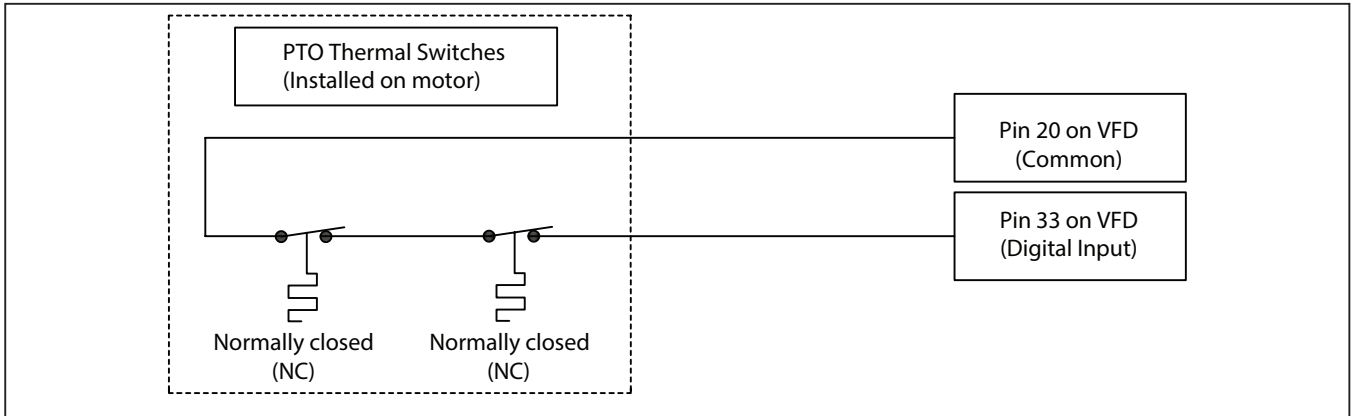 PTO Thermal Switches
(Installed on motor)
Pin 20 on VFD
(Common)
Pin 33 on VFD
(Digital Input)
Normally closed
(NC)
Normally closed
(NC)